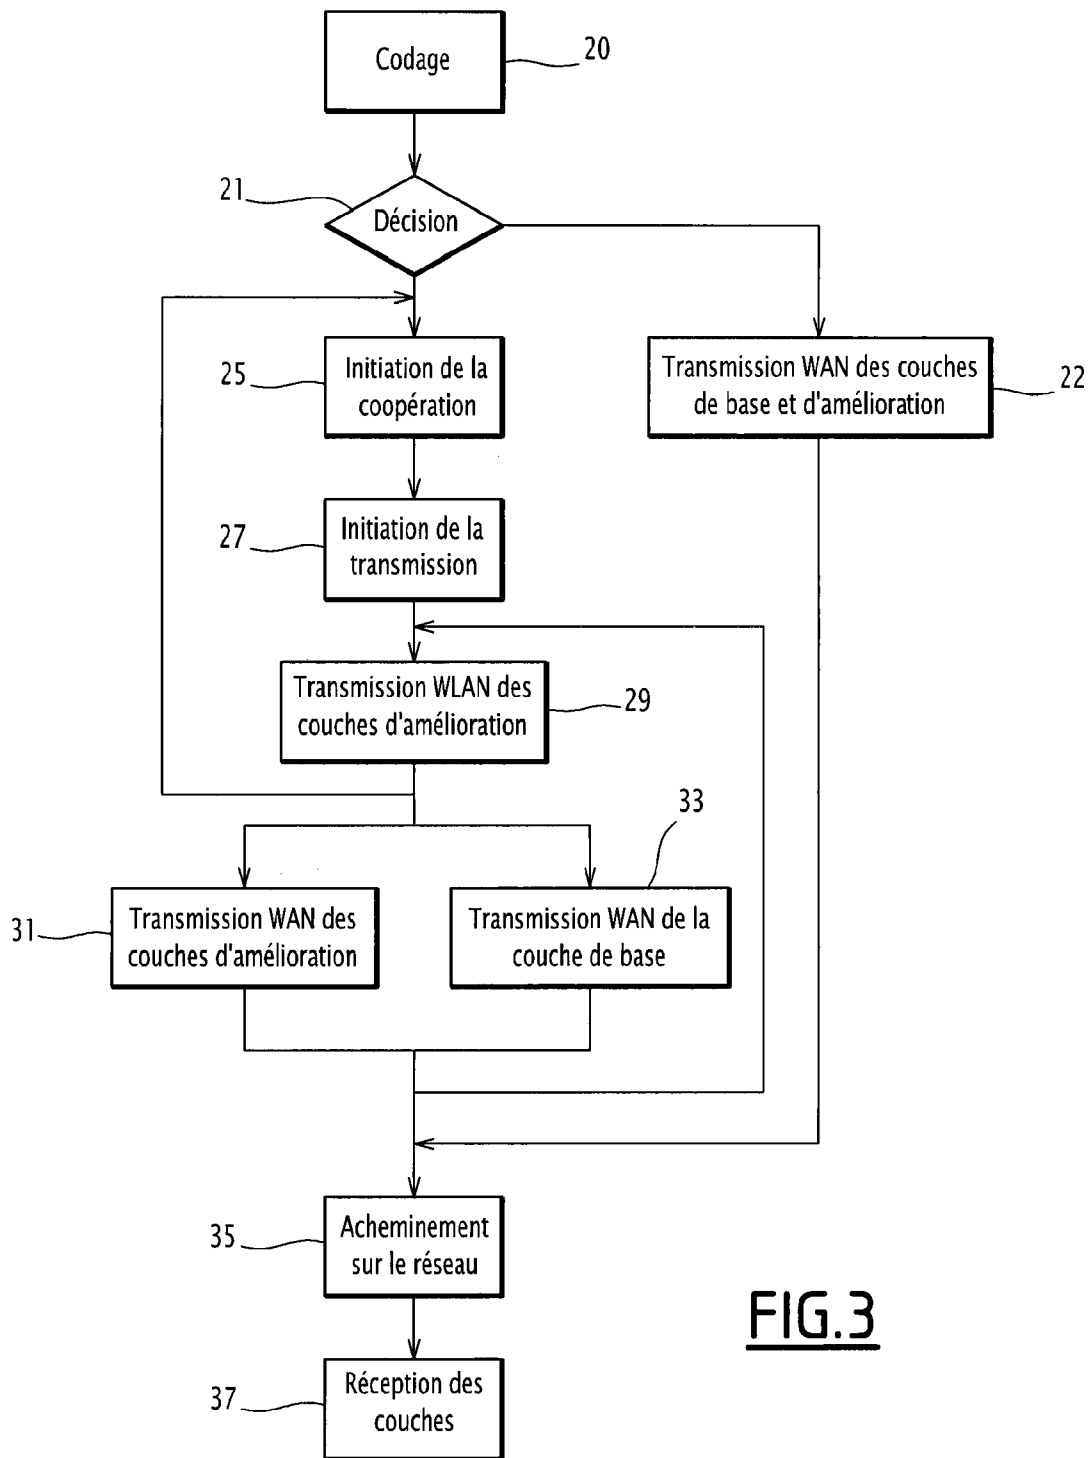 Codage
20
21
Décision
25
Initiation de la
coopération
Transmission WAN des couches
de base et d'amélioration
22
27
Initiation de la
transmission
Transmission WLAN des
couches d'amélioration
29
33
31
Transmission WAN des
couches d'amélioration
Transmission WAN de la
couche de base
35
Acheminement
sur le réseau
FIG.3
37
Réception des
couches